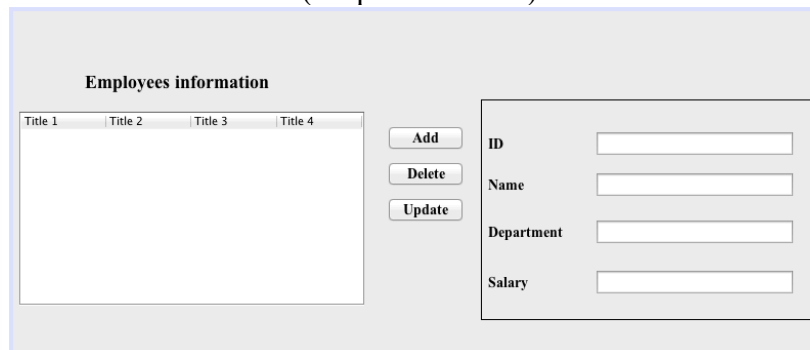 Employees information
Title 1 Title 2 Title 3 Title 4
Add
Delete
Update
ID
Name
Department
Salary